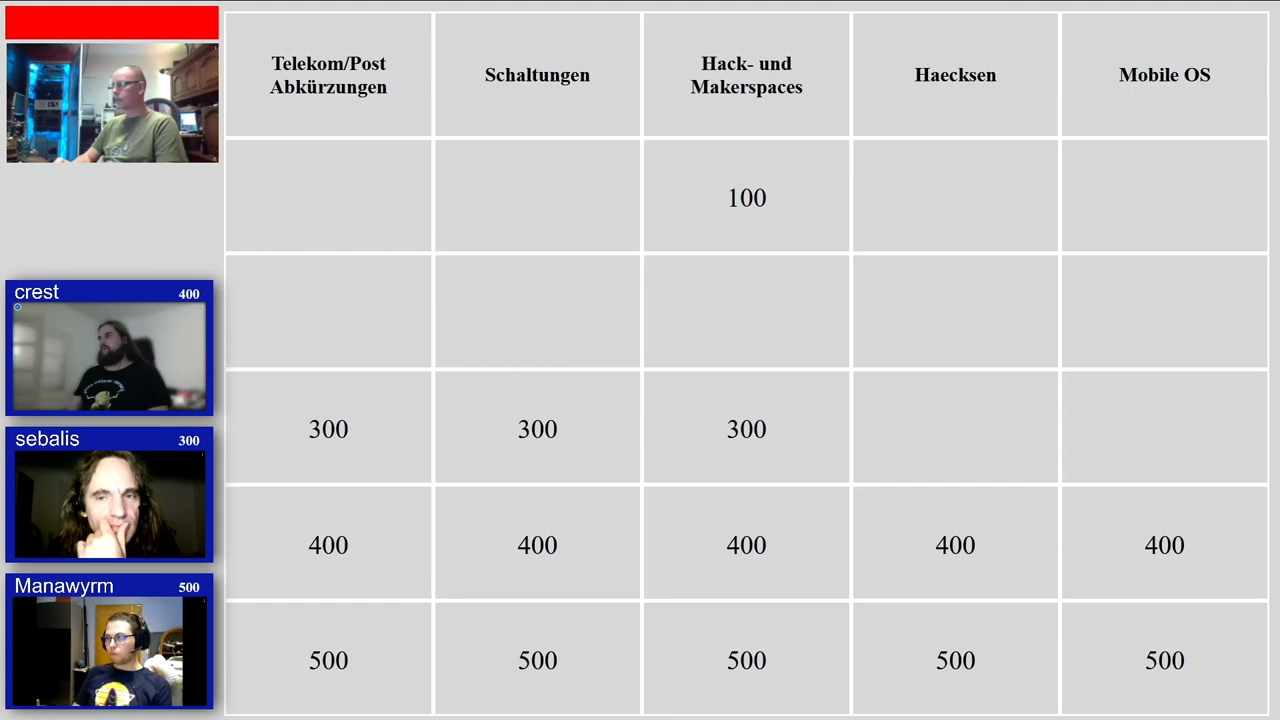 Telekom/Post
Abkürzungen
Schaltungen
Hack- und
Makerspaces
Haecksen
Mobile OS
100
crest 400
300 300 300
sebalis 300
400 400 400 400 400
Manawyrm 500
500 500 500 500 500